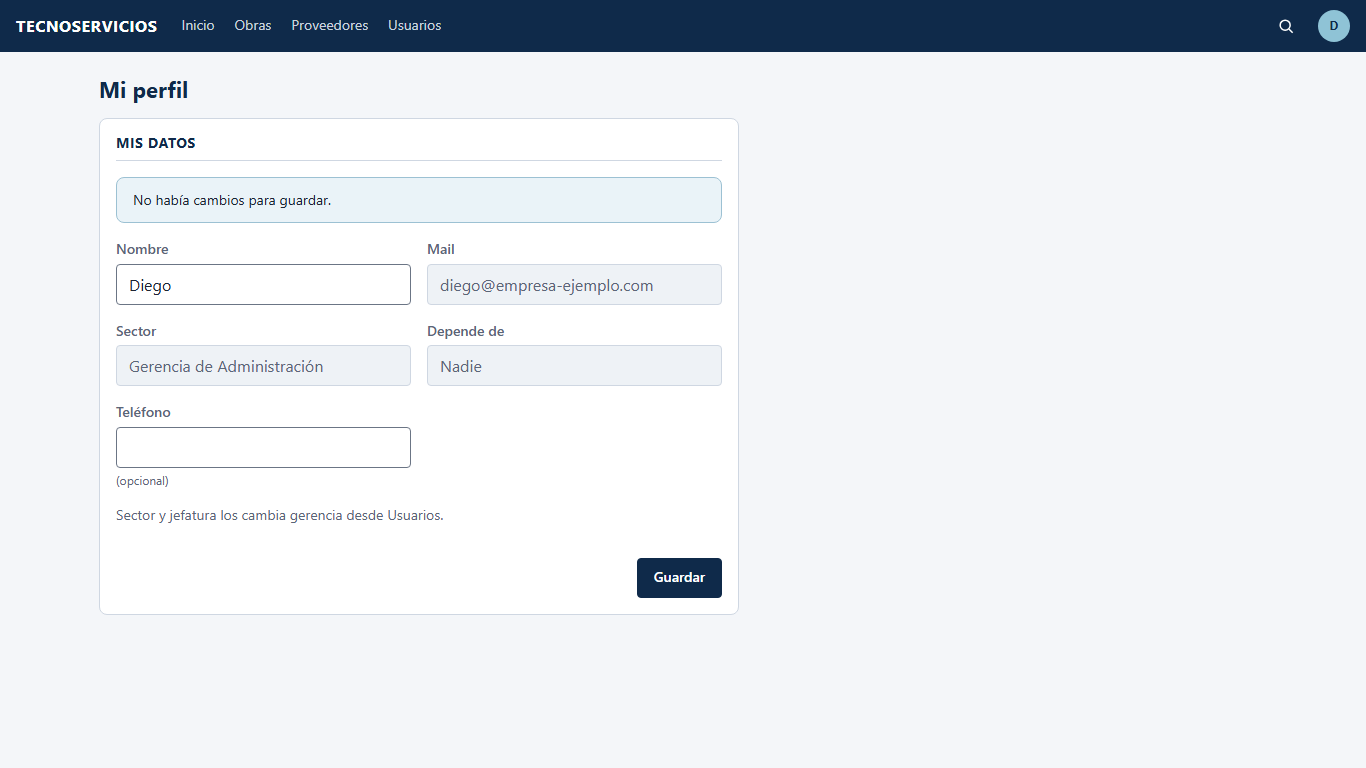 TECNOSERVICIOS Inicio Obras Proveedores Usuarios D
Mi perfil
MIS DATOS
No había cambios para guardar.
Nombre Mail
Diego diego@empresa-ejemplo.com
Sector Depende de
Gerencia de Administración Nadie
Teléfono
(opcional)
Sector y jefatura los cambia gerencia desde Usuarios.
Guardar